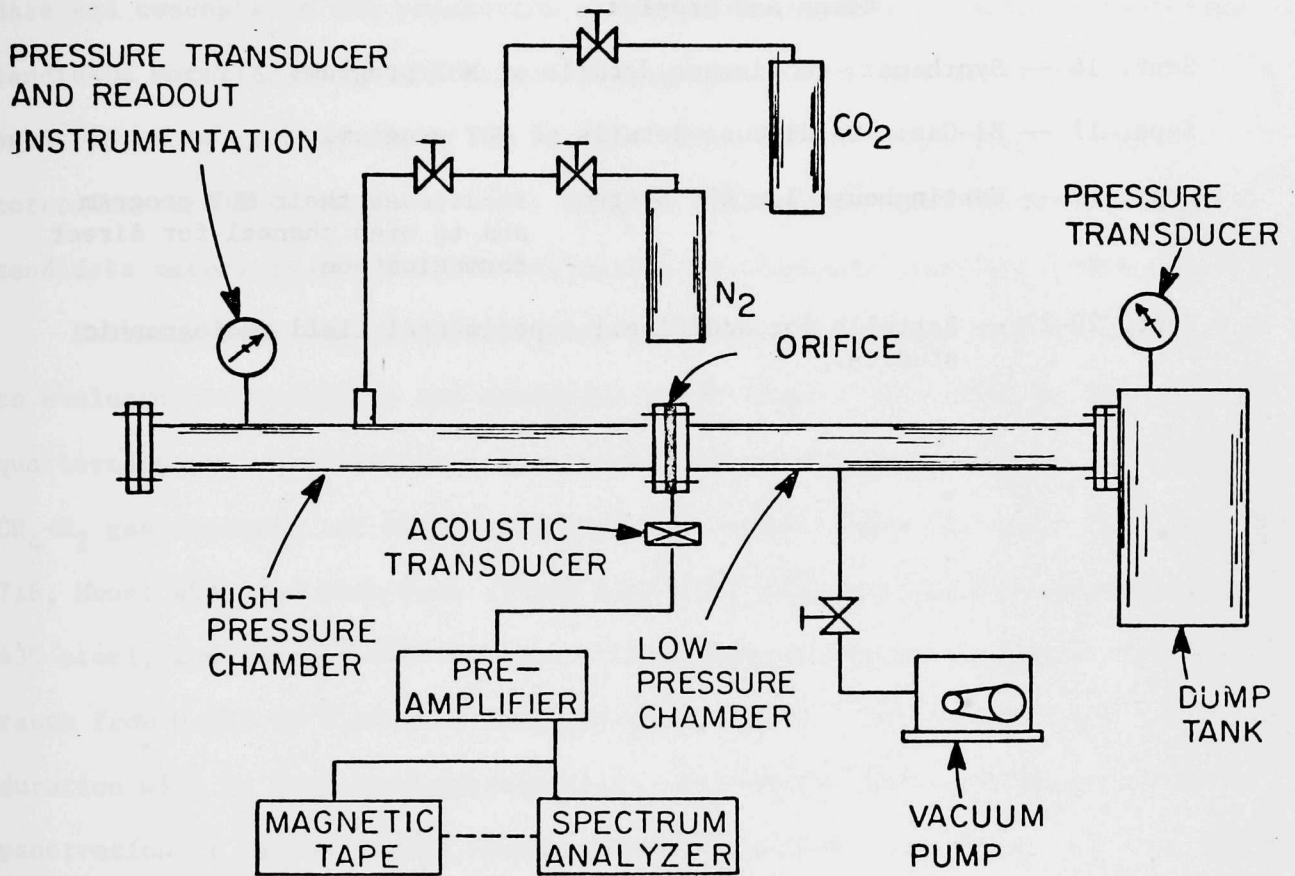 PRESSURE TRANSDUCER
AND READOUT
INSTRUMENTATION
CO₂
N₂
PRESSURE
TRANSDUCER
ORIFICE
ACOUSTIC
TRANSDUCER
HIGH-
PRESSURE
CHAMBER
PRE-
AMPLIFIER
LOW-
PRESSURE
CHAMBER
DUMP
TANK
MAGNETIC
TAPE
SPECTRUM
ANALYZER
VACUUM
PUMP